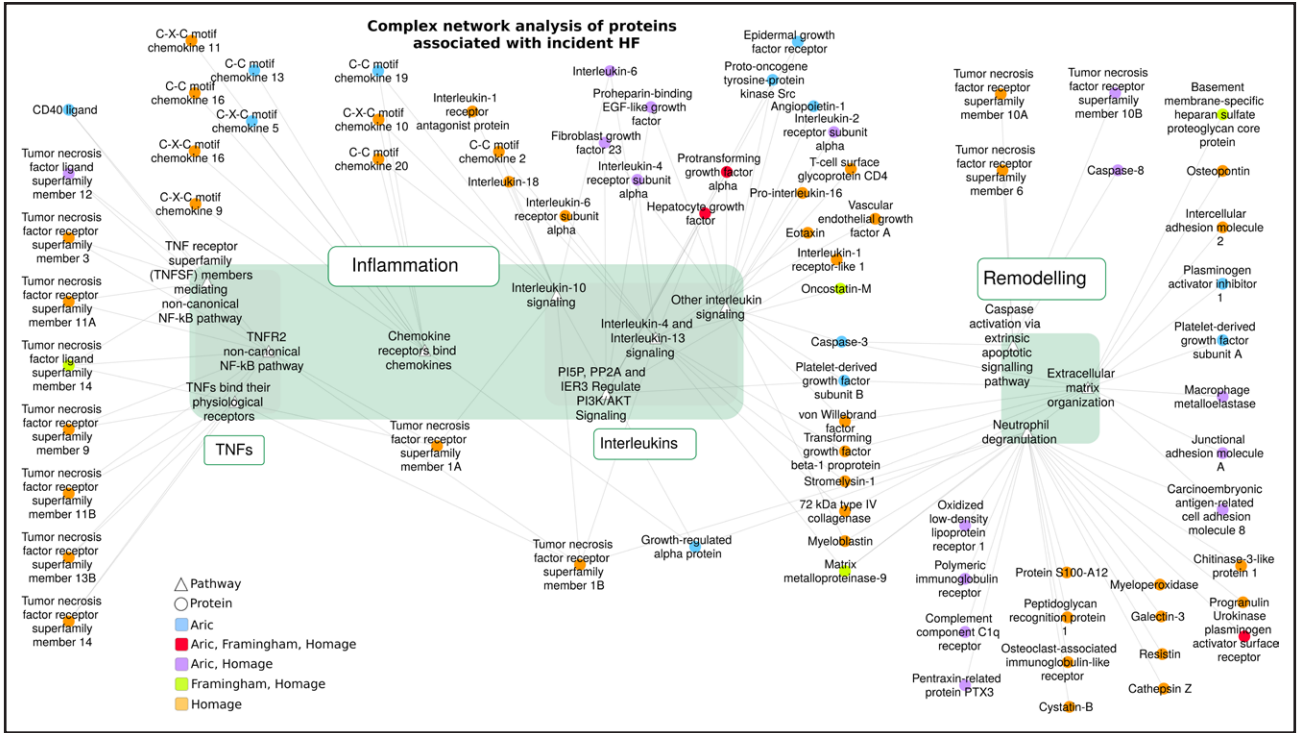 Complex network analysis of proteins
associated with incident HF
C-X-C motif
chemokine 11
C-C motif
chemokine 13
C-C motif
chemokine 16
CD40 ligand
C-X-C motif
chemokine 5
C-X-C motif
chemokine 16
C-X-C motif
chemokine 9
C-C motif
chemokine 19
C-X-C motif
chemokine 10
C-C motif
chemokine 20
Interleukin-1
receptor
antagonist protein
C-C motif
chemokine 2
Interleukin-18
Interleukin-6
receptor subunit
alpha
Interleukin-6
Proheparin-binding
EGF-like growth
factor
Fibroblast growth
factor 23
Interleukin-4
receptor subunit
alpha
Protransforming
growth factor
alpha
Hepatocyte growth
factor
Epidermal growth
factor receptor
Proto-oncogene
tyrosine-protein
kinase Src
Angiopoietin-1
Interleukin-2
receptor subunit
alpha
T-cell surface
glycoprotein CD4
Pro-interleukin-16
Vascular
endothelial growth
factor A
Eotaxin
Interleukin-1
receptor-like 1
Oncostatin-M
Tumor necrosis
factor receptor
superfamily
member 10A
Tumor necrosis
factor receptor
superfamily
member 10B
Tumor necrosis
factor receptor
superfamily
member 6
Caspase-8
Basement
membrane-specific
heparan sulfate
proteoglycan core
protein
Osteopontin
Intercellular
adhesion molecule
2
Plasminogen
activator inhibitor
1
Platelet-derived
growth factor
subunit A
Macrophage
metalloelastase
Junctional
adhesion molecule
A
Carcinoembryonic
antigen-related
cell adhesion
molecule 8
Chitinase-3-like
protein 1
Progranulin
Urokinase
plasminogen
activator surface
receptor
Tumor necrosis
factor ligand
superfamily
member 12
Tumor necrosis
factor receptor
superfamily
member 3
Tumor necrosis
factor receptor
superfamily
member 11A
Tumor necrosis
factor ligand
superfamily
member 14
Tumor necrosis
factor receptor
superfamily
member 9
Tumor necrosis
factor receptor
superfamily
member 11B
Tumor necrosis
factor receptor
superfamily
member 13B
Tumor necrosis
factor receptor
superfamily
member 14
TNF receptor
superfamily
(TNFSF) members
mediating
non-canonical
NF-kB pathway
TNFR2
non-canonical
NF-kB pathway
TNFs bind their
physiological
receptors
TNFs
Inflammation
Chemokine
receptors bind
chemokines
Interleukin-10
signaling
Other interleukin
signaling
Interleukin-4 and
Interleukin-13
signaling
PI5P, PP2A and
IER3 Regulate
PI3K/AKT
Signaling
Interleukins
Remodelling
Caspase
activation via
extrinsic
apoptotic
signalling
pathway
Extracellular
matrix
organization
Neutrophil
degranulation
Caspase-3
Platelet-derived
growth factor
subunit B
von Willebrand
factor
Transforming
growth factor
beta-1 proprotein
Stromelysin-1
72 kDa type IV
collagenase
Myeloblastin
Matrix
metalloproteinase-9
Tumor necrosis
factor receptor
superfamily
member 1A
Tumor necrosis
factor receptor
superfamily
member 1B
Growth-regulated
alpha protein
Oxidized
low-density
lipoprotein
receptor 1
Polymeric
immunoglobulin
receptor
Complement
component C1q
receptor
Pentraxin-related
protein PTX3
Protein S100-A12
Peptidoglycan
recognition protein
1
Osteoclast-associated
immunoglobulin-like
receptor
Cystatin-B
Myeloperoxidase
Galectin-3
Resistin
Cathepsin Z
Pathway
Protein
Aric
Aric, Framingham, Homage
Aric, Homage
Framingham, Homage
Homage